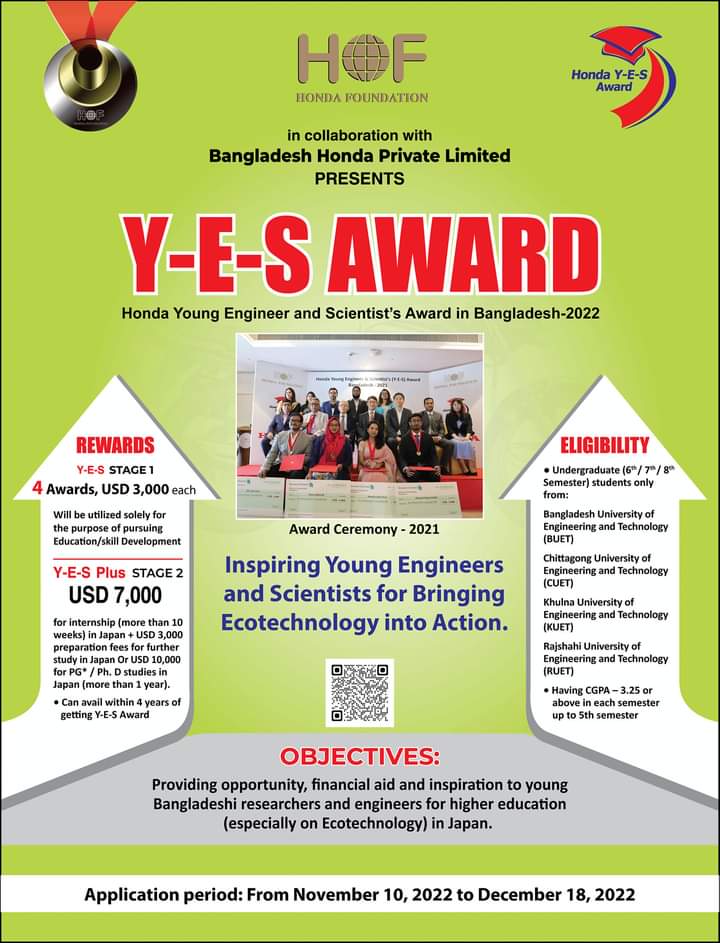 HOF
HONDA FOUNDATION
HOF
HONDA FOUNDATION
Honda Y-E-S
Award
in collaboration with
Bangladesh Honda Private Limited
PRESENTS
Y-E-S AWARD
Honda Young Engineer and Scientist's Award in Bangladesh-2022
Honda Young Engineer & Scientist's (Y-E-S) Award
Bangladesh - 2021
Award Ceremony - 2021
REWARDS
Y-E-S STAGE 1
4 Awards, USD 3,000 each
Will be utilized solely for
the purpose of pursuing
Education/skill Development
Y-E-S Plus STAGE 2
USD 7,000
for internship (more than 10
weeks) in Japan + USD 3,000
preparation fees for further
study in Japan Or USD 10,000
for PG* / Ph. D studies in
Japan (more than 1 year).
● Can avail within 4 years of
getting Y-E-S Award
Inspiring Young Engineers
and Scientists for Bringing
Ecotechnology into Action.
ELIGIBILITY
● Undergraduate (6th/ 7th/ 8th
Semester) students only
from:
Bangladesh University of
Engineering and Technology
(BUET)
Chittagong University of
Engineering and Technology
(CUET)
Khulna University of
Engineering and Technology
(KUET)
Rajshahi University of
Engineering and Technology
(RUET)
● Having CGPA – 3.25 or
above in each semester
up to 5th semester
OBJECTIVES:
Providing opportunity, financial aid and inspiration to young
Bangladeshi researchers and engineers for higher education
(especially on Ecotechnology) in Japan.
Application period: From November 10, 2022 to December 18, 2022